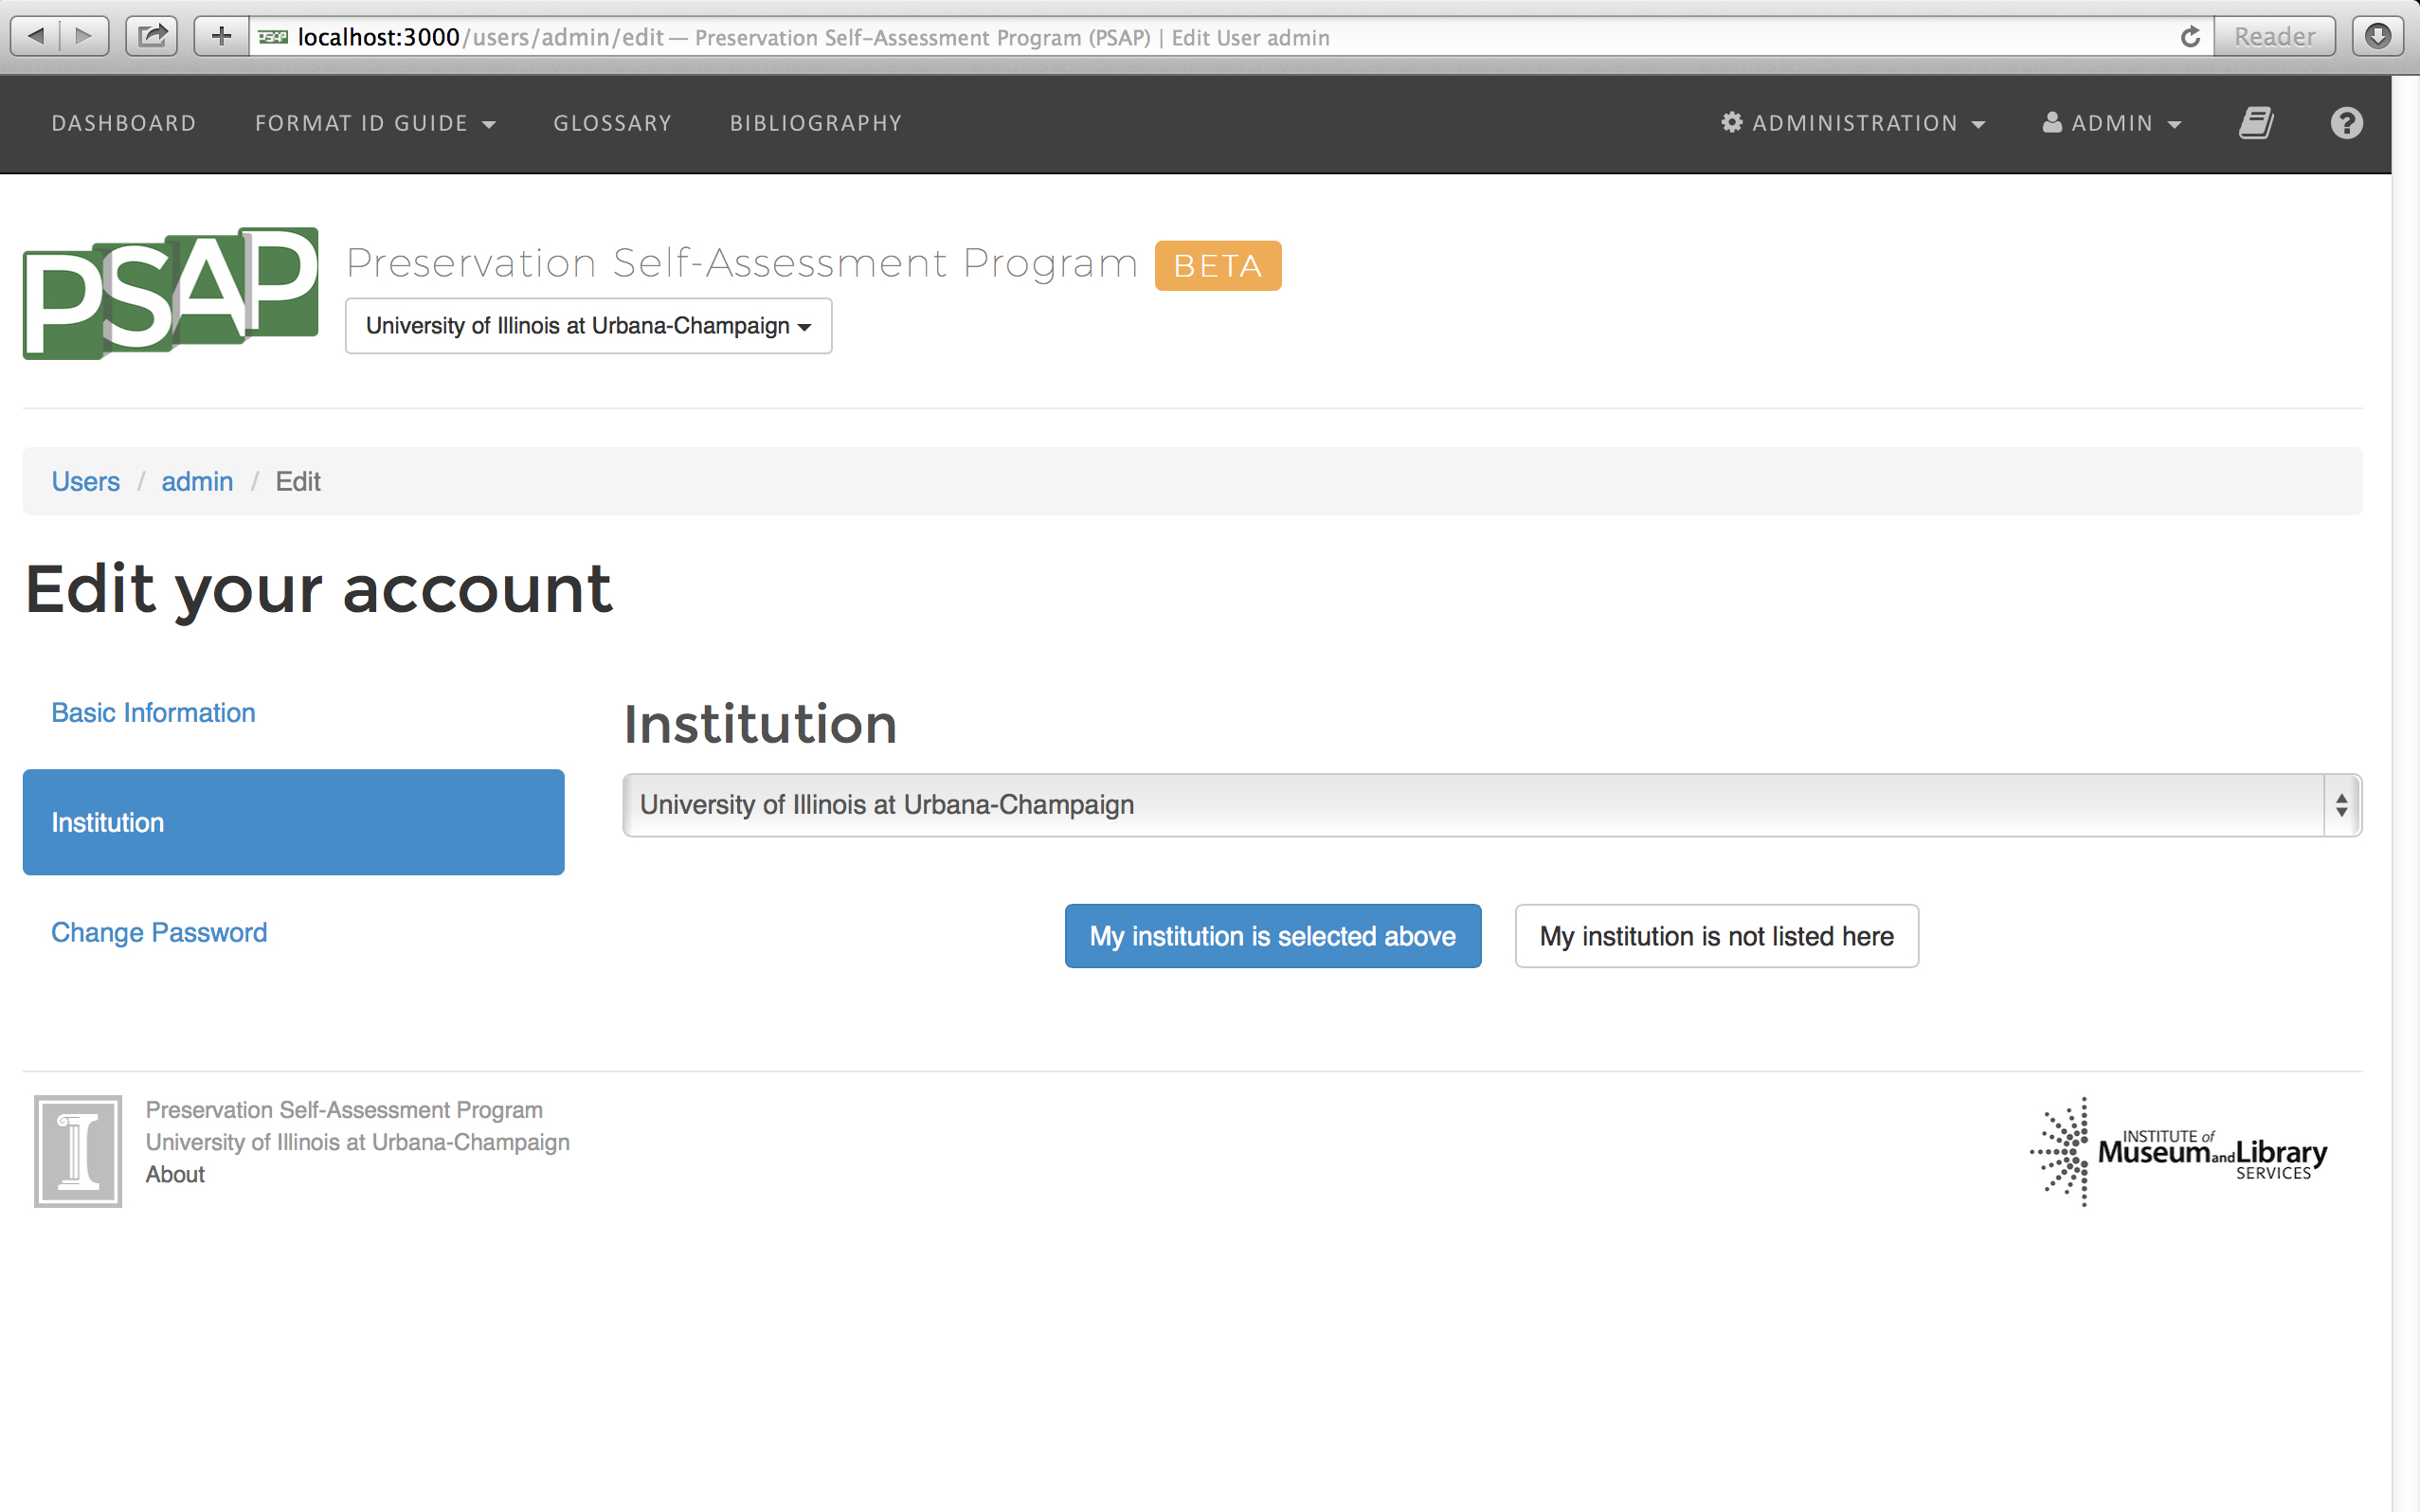 localhost:3000/users/admin/edit — Preservation Self-Assessment Program (PSAP) | Edit User admin
Reader
DASHBOARD
FORMAT ID GUIDE
GLOSSARY
BIBLIOGRAPHY
ADMINISTRATION
ADMIN
PSAP
Preservation Self-Assessment Program BETA
University of Illinois at Urbana-Champaign
Users / admin / Edit
Edit your account
Basic Information
Institution
Change Password
Institution
University of Illinois at Urbana-Champaign
My institution is selected above
My institution is not listed here
Preservation Self-Assessment Program
University of Illinois at Urbana-Champaign
About
INSTITUTE of
Museum and Library
SERVICES